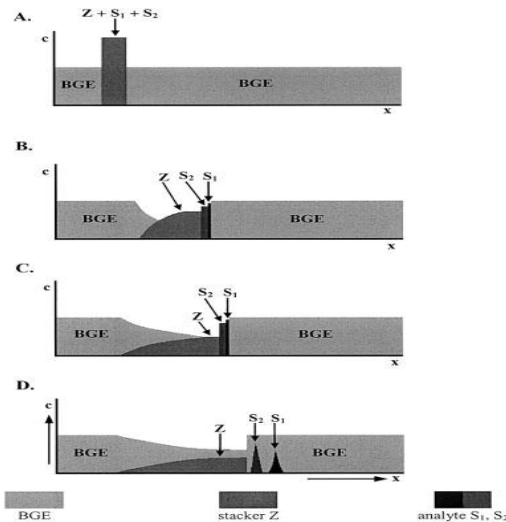 A.
Z + S₁ + S₂
c
BGE
BGE
x
B.
c
Z
S₂
S₁
BGE
BGE
x
C.
c
S₂
S₁
Z
BGE
BGE
x
D.
c
Z
S₂
S₁
BGE
BGE
x
BGE
stacker Z
analyte S₁, S₂